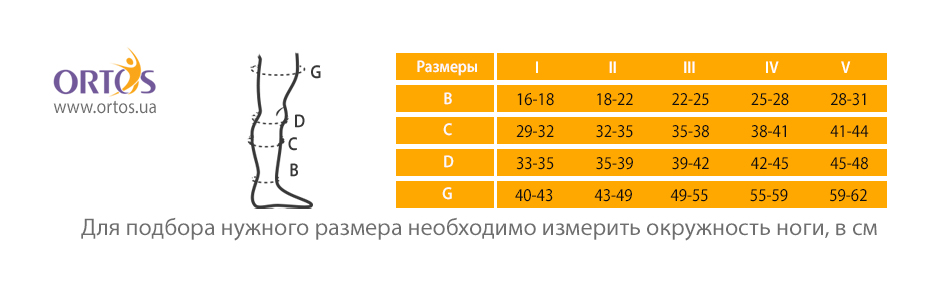 ORTOS
www.ortos.ua
G
D
C
B
Размеры I II III IV V
B 16-18 18-22 22-25 25-28 28-31
C 29-32 32-35 35-38 38-41 41-44
D 33-35 35-39 39-42 42-45 45-48
G 40-43 43-49 49-55 55-59 59-62
Для подбора нужного размера необходимо измерить окружность ноги, в см